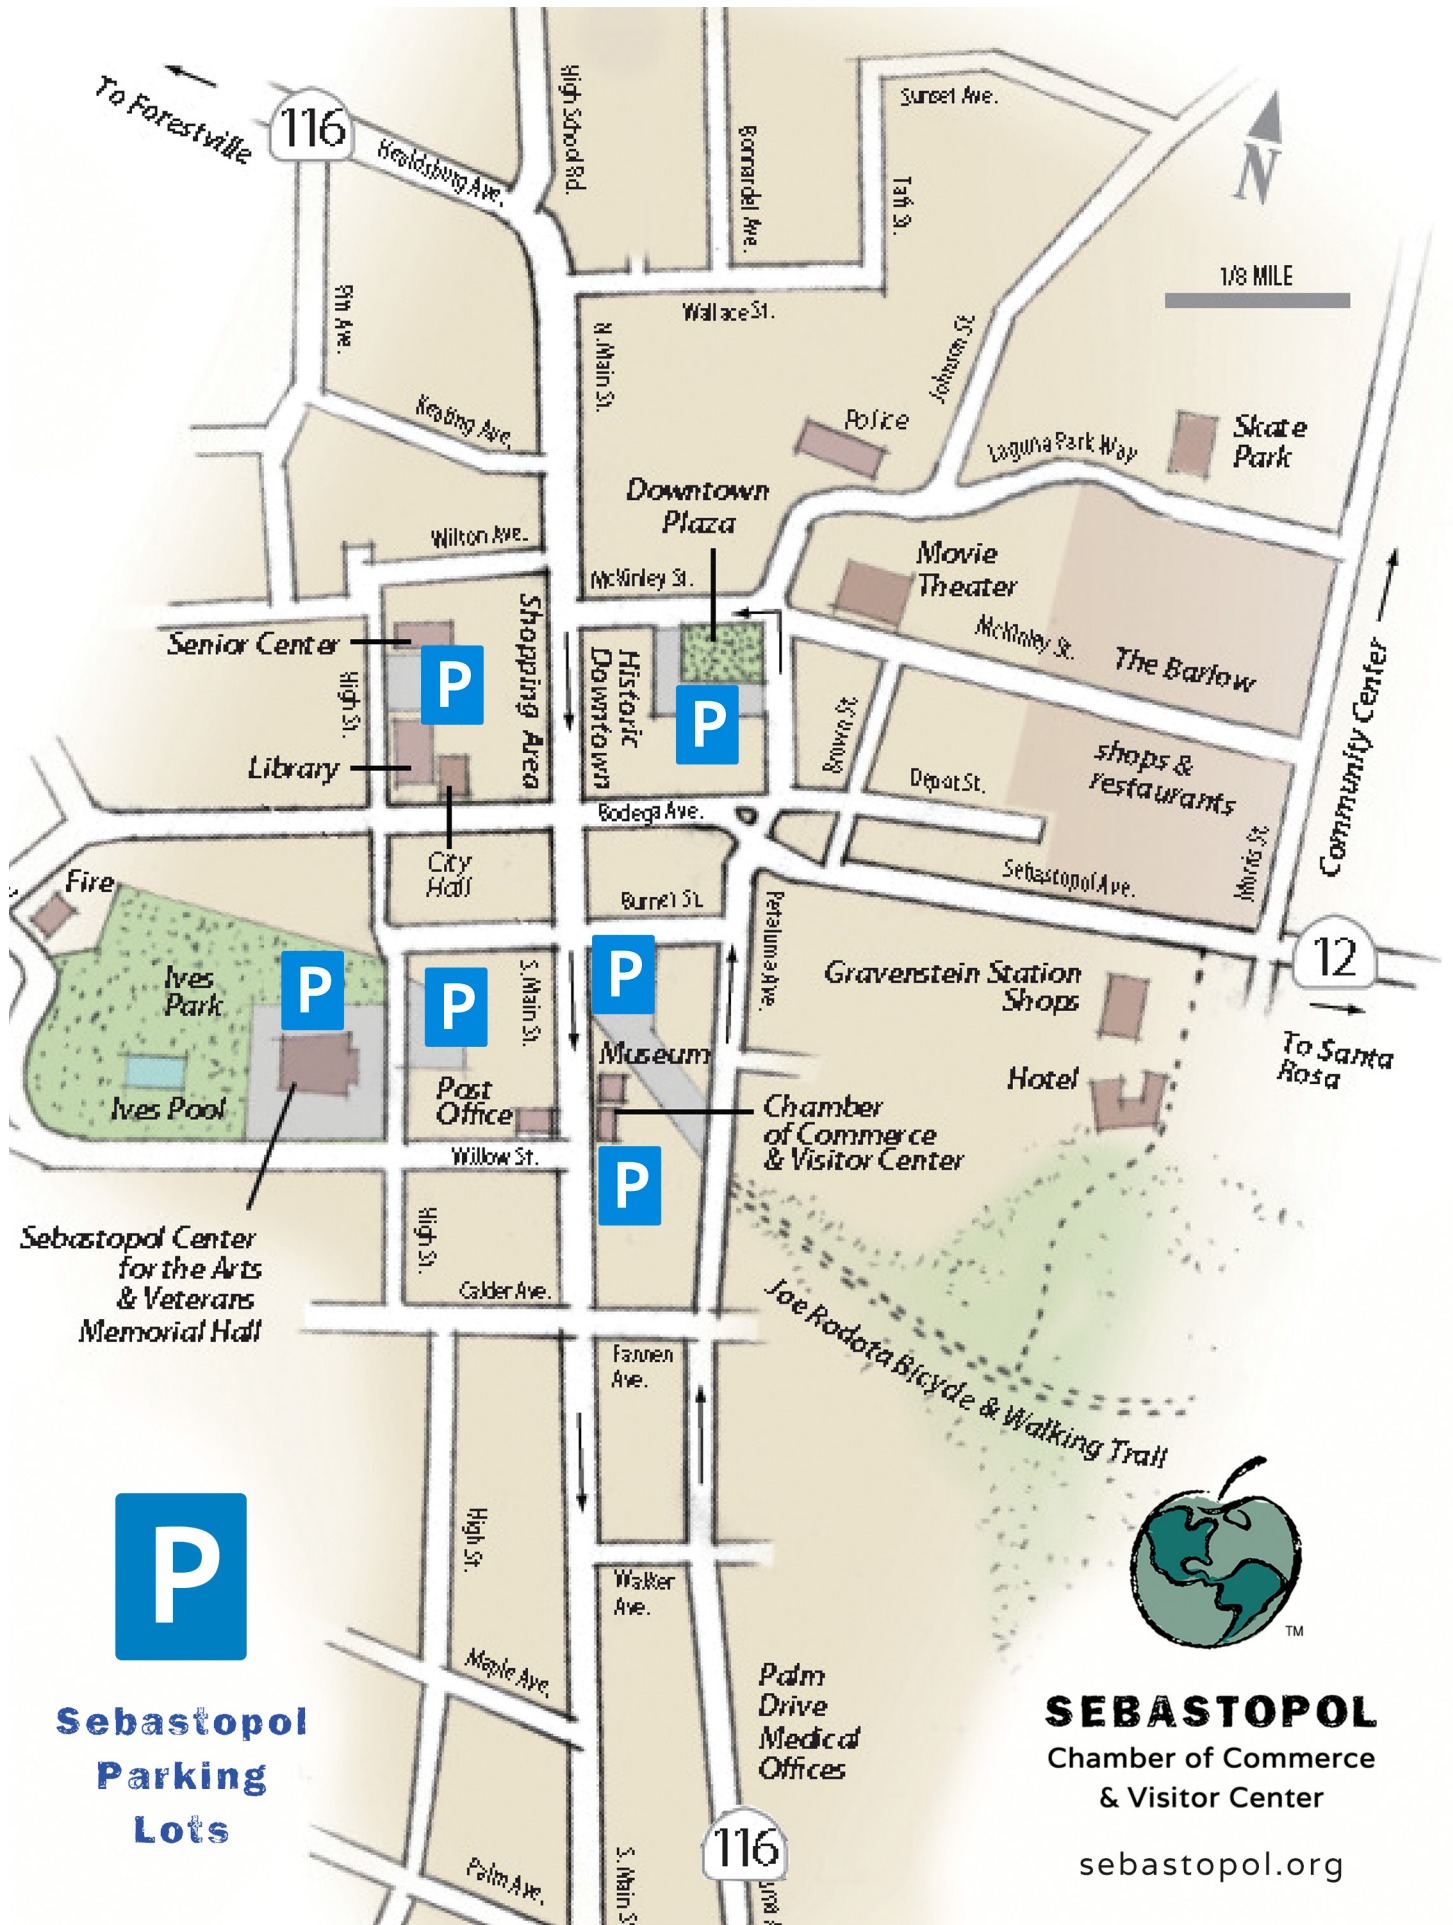 To Forestville
116
Healdsburg Ave.
High School Rd.
Bonnardel Ave.
Sunset Ave.
Taft St.
N
1/8 MILE
9th Ave.
N. Main St.
Wallace St.
Johnson St.
Keating Ave.
Police
Laguna Park Way
Skate
Park
Downtown
Plaza
Wilton Ave.
McKinley St.
Movie
Theater
McKinley St.
Senior Center
P
High St.
Shopping Area
Historic
Downtown
P
Brown St.
The Barlow
shops &
restaurants
Community Center
Library
Bodega Ave.
Depot St.
City
Hall
Morris St.
Sebastopol Ave.
Fire
Burnett St.
Petaluma Ave.
12
To Santa
Rosa
Ives
Park
P
P
S. Main St.
P
Gravenstein Station
Shops
Museum
Hotel
Ives Pool
Post
Office
Chamber
of Commerce
& Visitor Center
Willow St.
P
Sebastopol Center
for the Arts
& Veterans
Memorial Hall
High St.
Calder Ave.
Joe Rodota Bicycle & Walking Trail
Fannen
Ave.
High St.
Walker
Ave.
Maple Ave.
P
Sebastopol
Parking
Lots
Palm
Drive
Medical
Offices
116
Palm Ave.
S. Main S
TM
SEBASTOPOL
Chamber of Commerce
& Visitor Center
sebastopol.org